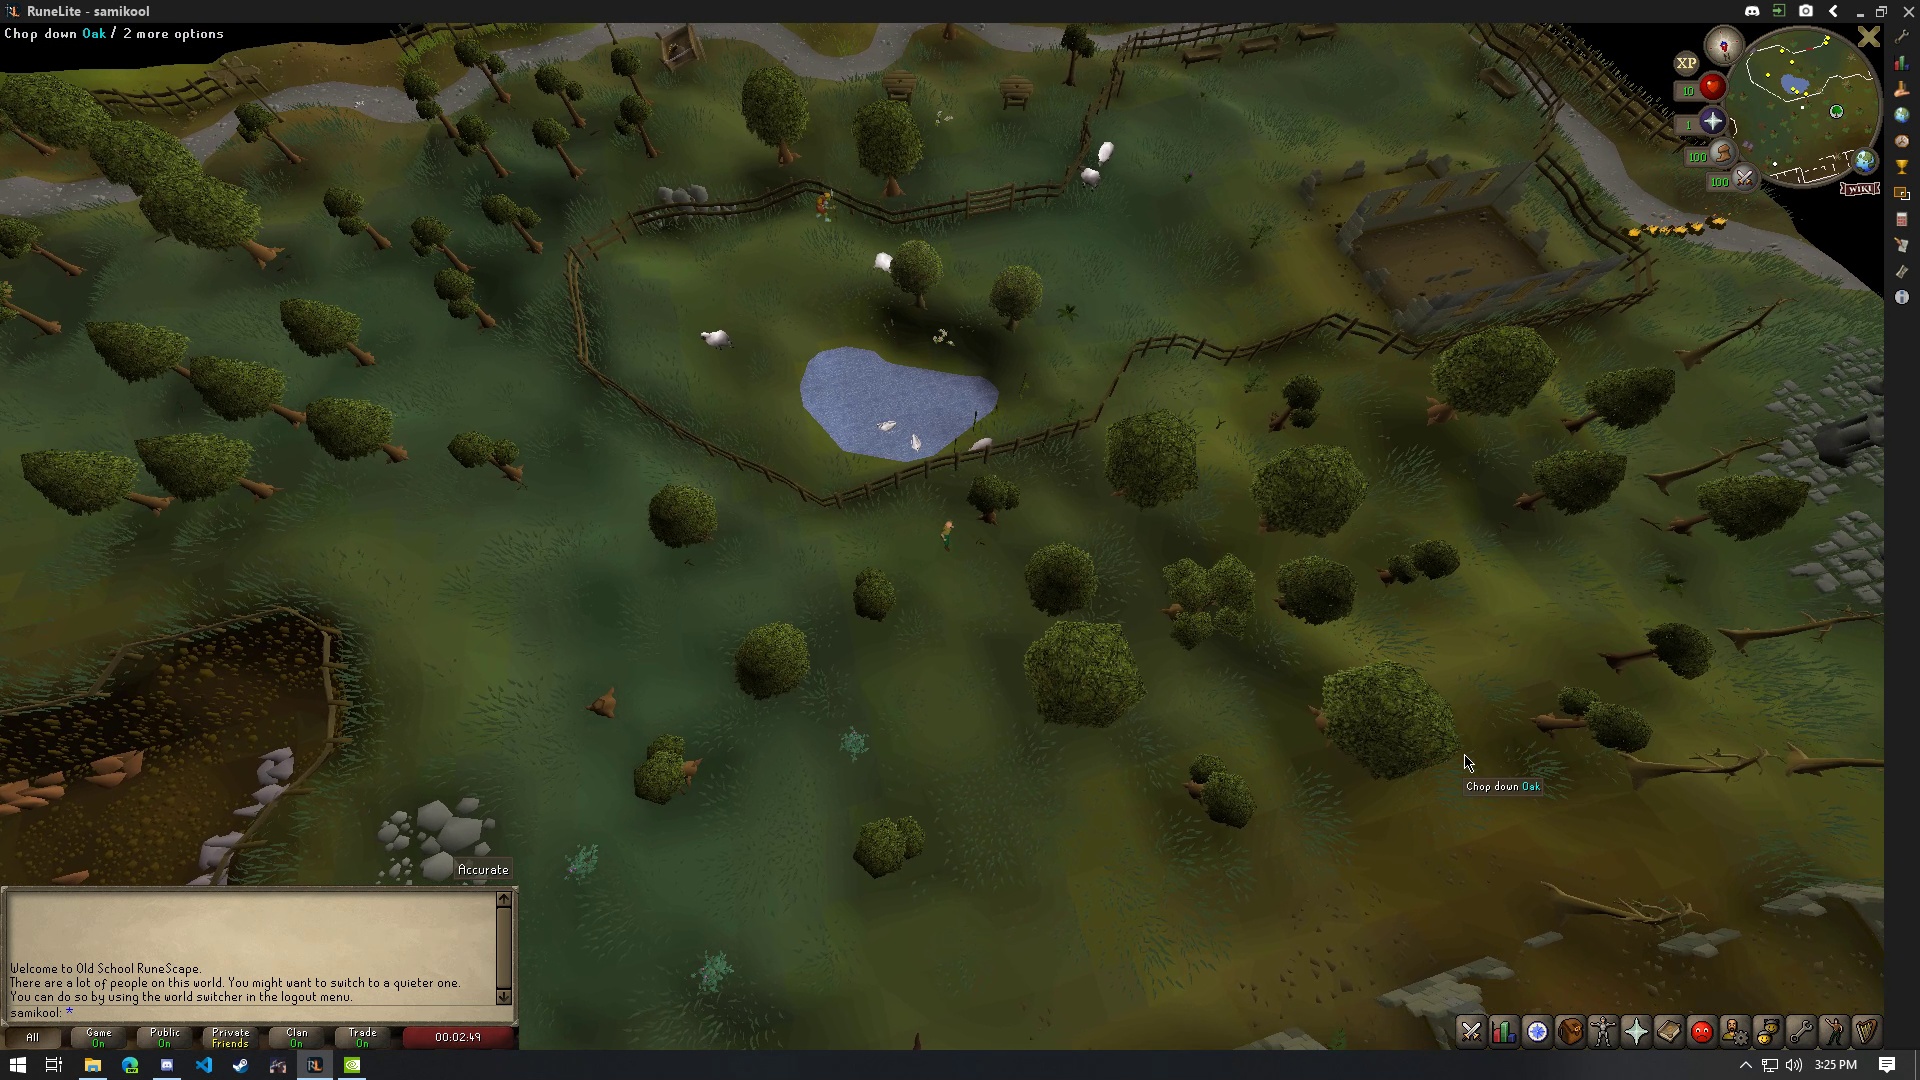 RuneLite - samikool
Chop down Oak / 2 more options
XP
10
1
100
100
WIKI
Chop down Oak
Accurate
Welcome to Old School RuneScape.
There are a lot of people on this world. You might want to switch to a quieter one.
You can do so by using the world switcher in the logout menu.
samikool: *
All
Game
On
Public
On
Private
Friends
Clan
On
Trade
On
00:02:49
3:25 PM